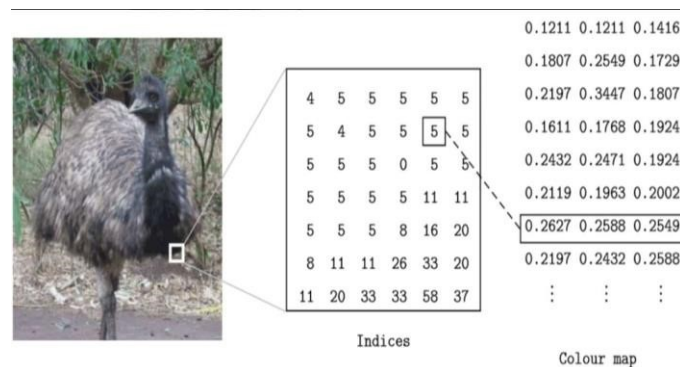 4 5 5 5 5 5
5 4 5 5 5 5
5 5 5 0 5 5
5 5 5 5 11 11
5 5 5 8 16 20
8 11 11 26 33 20
11 20 33 33 58 37
Indices
0.1211 0.1211 0.1416
0.1807 0.2549 0.1729
0.2197 0.3447 0.1807
0.1611 0.1768 0.1924
0.2432 0.2471 0.1924
0.2119 0.1963 0.2002
0.2627 0.2588 0.2549
0.2197 0.2432 0.2588
⋮ ⋮ ⋮
Colour map